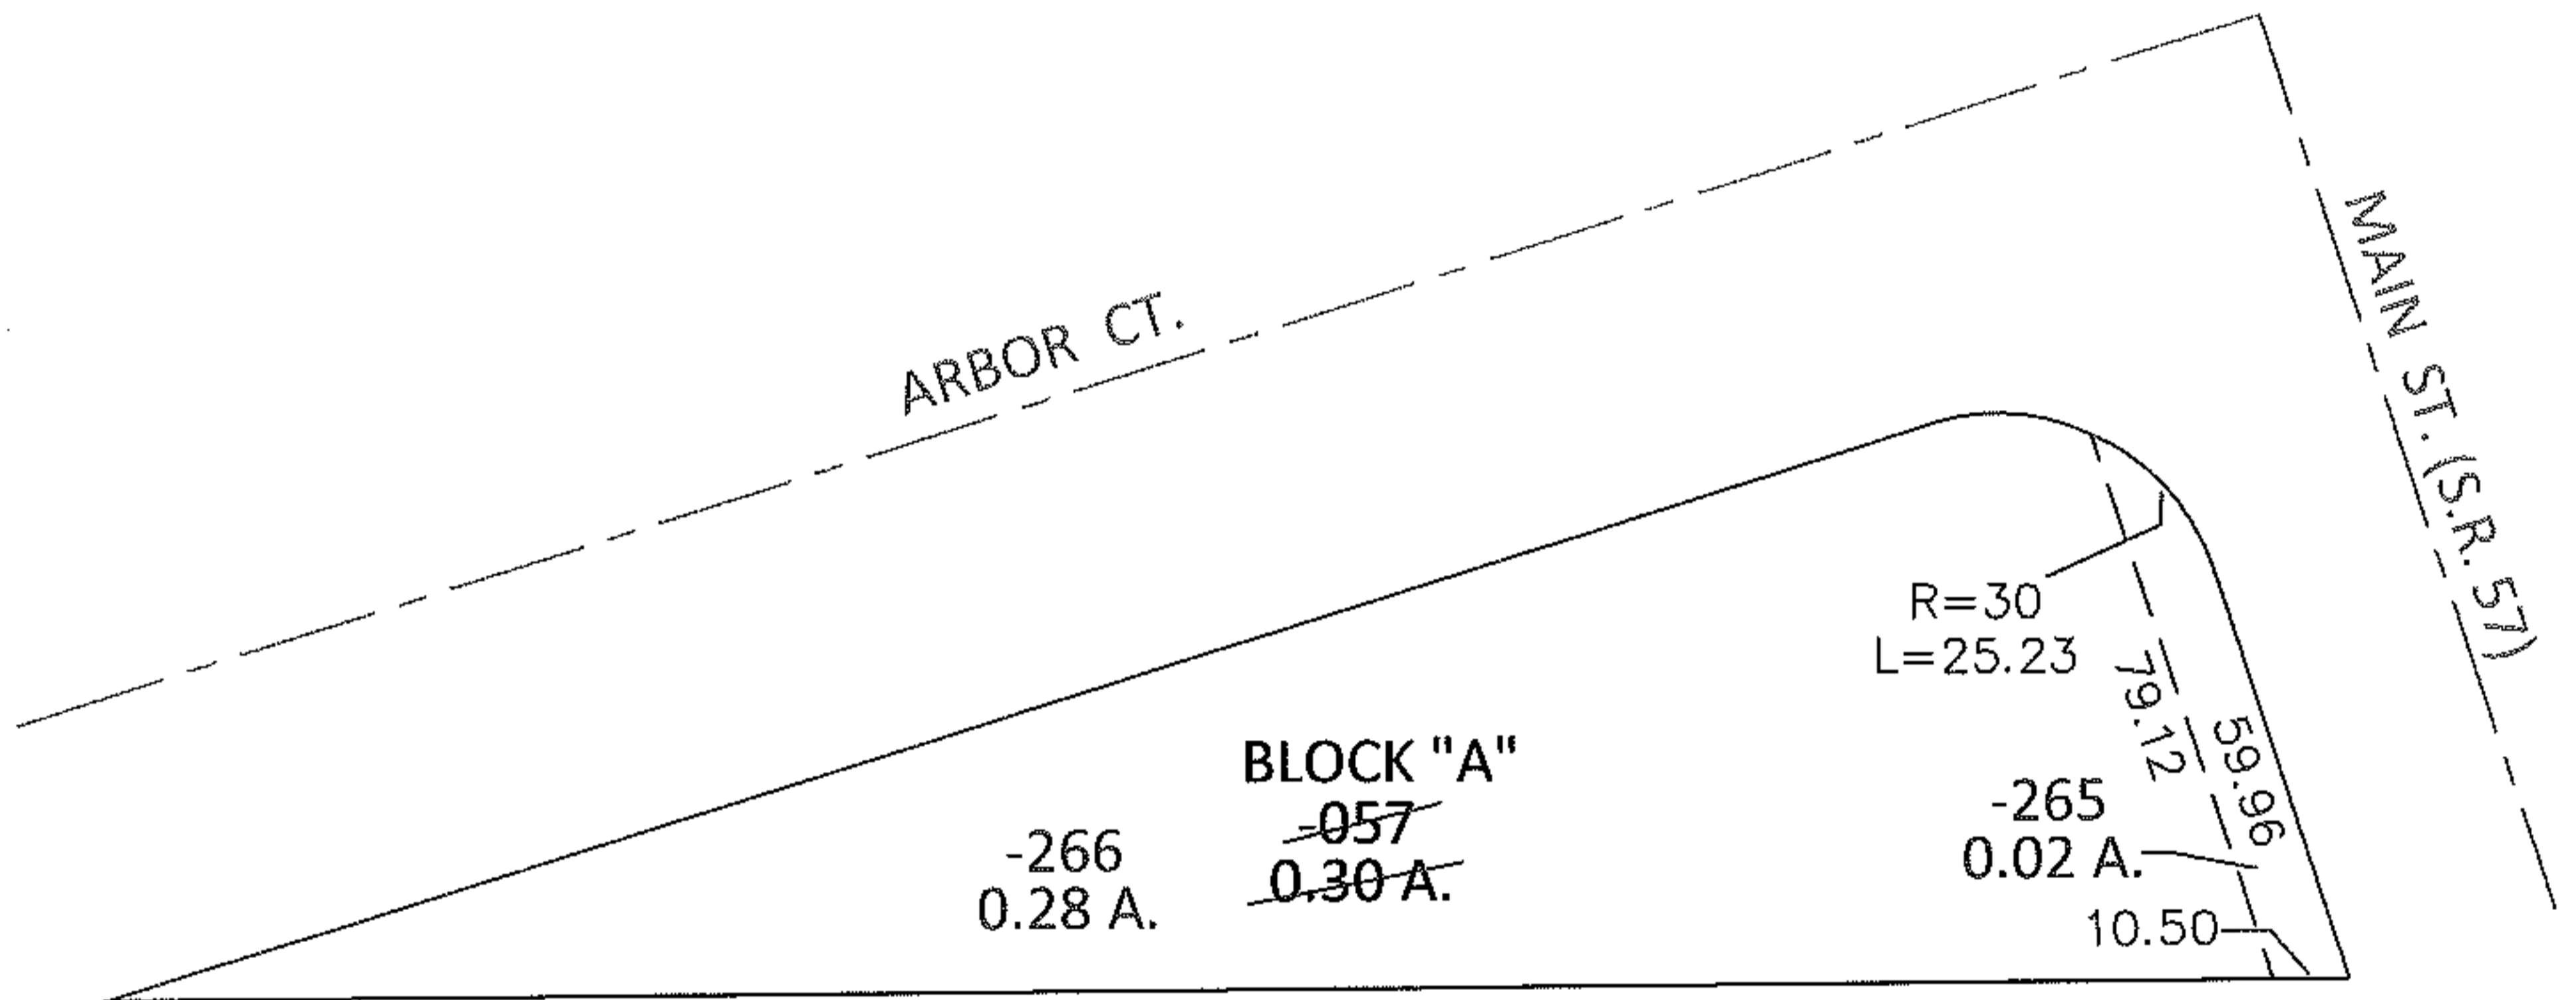 ARBOR CT.
MAIN ST. (S.R. 57)
R=30
L=25.23
79.12
59.96
BLOCK "A"
-057
0.30 A.
-266
0.28 A.
-265
0.02 A.
10.50